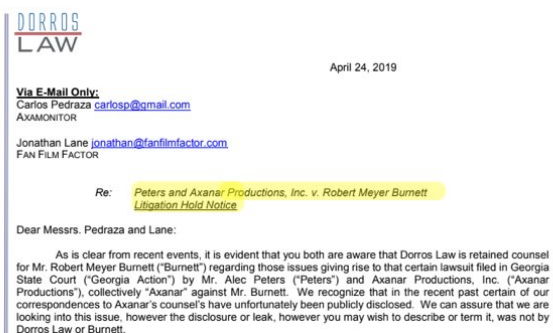 DORROS
LAW
April 24, 2019
Via E-Mail Only:
Carlos Pedraza carlosp@gmail.com
AXAMONITOR
Jonathan Lane jonathan@fanfilmfactor.com
FAN FILM FACTOR
Re: Peters and Axanar Productions, Inc. v. Robert Meyer Burnett
Litigation Hold Notice
Dear Messrs. Pedraza and Lane:
As is clear from recent events, it is evident that you both are aware that Dorros Law is retained counsel
for Mr. Robert Meyer Burnett (“Burnett”) regarding those issues giving rise to that certain lawsuit filed in Georgia
State Court (“Georgia Action”) by Mr. Alec Peters (“Peters”) and Axanar Productions, Inc. (“Axanar
Productions”), collectively “Axanar” against Mr. Burnett. We recognize that in the recent past certain of our
correspondences to Axanar’s counsel’s have unfortunately been publicly disclosed. We can assure that we are
looking into this issue, however the disclosure or leak, however you may wish to describe or term it, was not by
Dorros Law or Burnett.